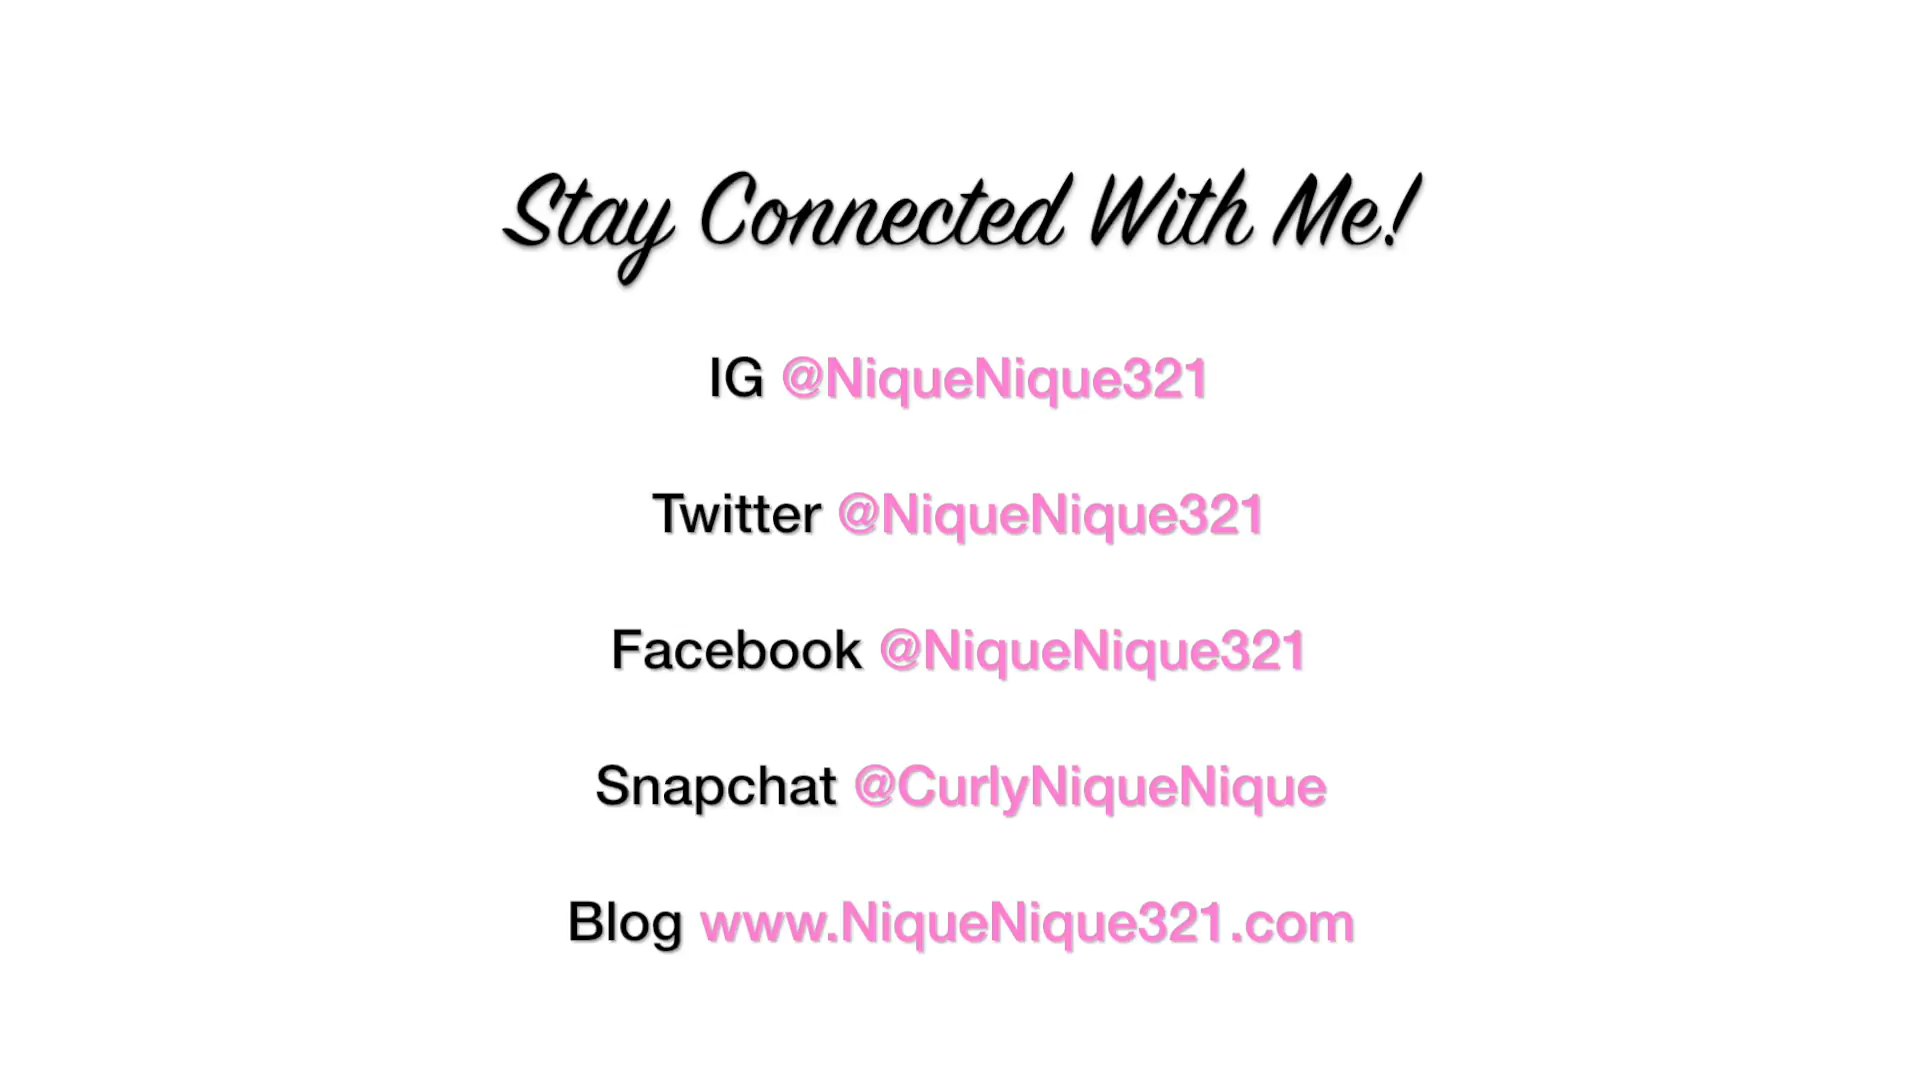 Stay Connected With Me!
IG @NiqueNique321
Twitter @NiqueNique321
Facebook @NiqueNique321
Snapchat @CurlyNiqueNique
Blog www.NiqueNique321.com